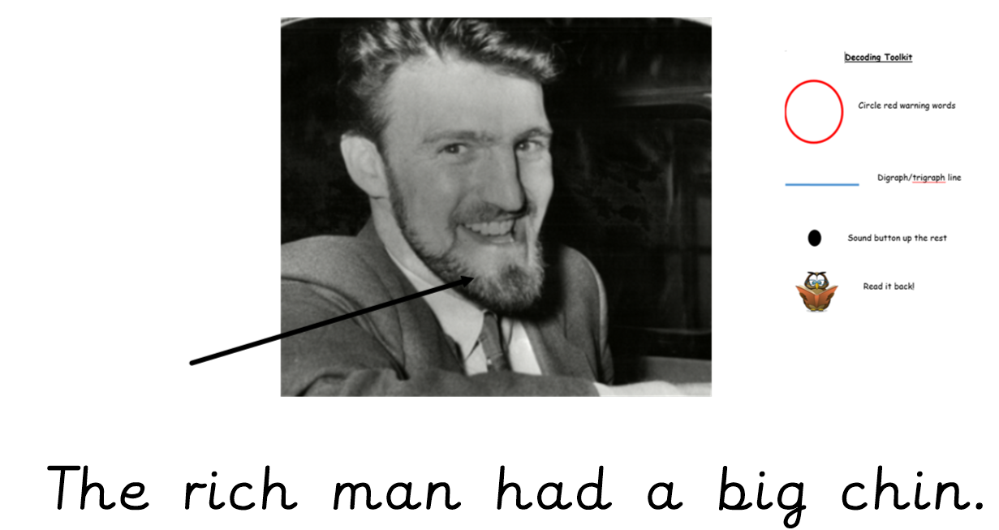 Decoding Toolkit
Circle red warning words
Digraph/trigraph line
Sound button up the rest
Read it back!
The rich man had a big chin.